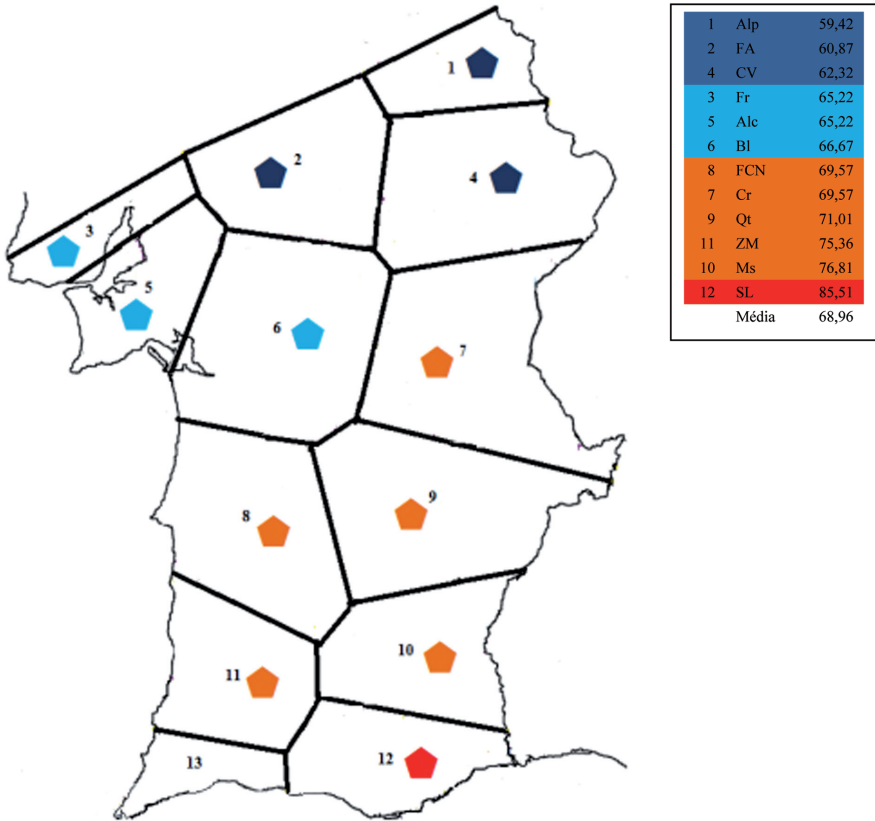 1 Alp 59,42
2 FA 60,87
4 CV 62,32
3 Fr 65,22
5 Alc 65,22
6 Bl 66,67
8 FCN 69,57
7 Cr 69,57
9 Qt 71,01
11 ZM 75,36
10 Ms 76,81
12 SL 85,51
Média 68,96
1
2
4
3
5
6
7
9
8
10
11
12
13